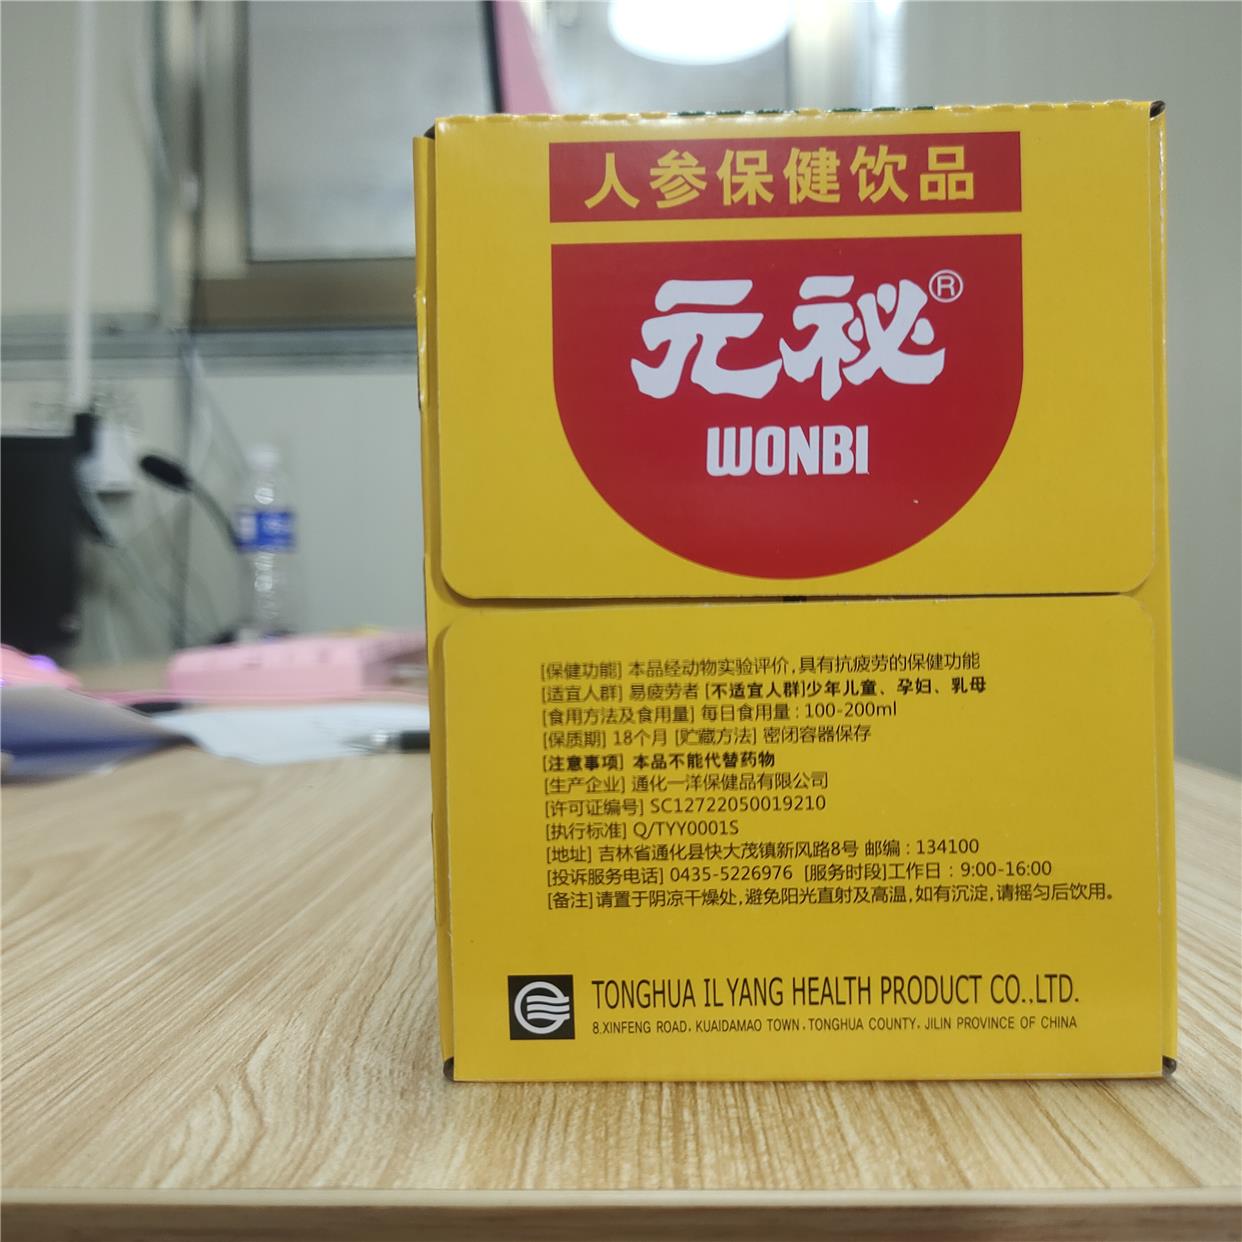 人参保健饮品
元祕®
WONBI
[保健功能] 本品经动物实验评价,具有抗疲劳的保健功能
[适宜人群] 易疲劳者 [不适宜人群]少年儿童、孕妇、乳母
[食用方法及食用量] 每日食用量：100-200ml
[保质期] 18个月 [贮藏方法] 密闭容器保存
[注意事项] 本品不能代替药物
[生产企业] 通化一洋保健品有限公司
[许可证编号] SC12722050019210
[执行标准] Q/TYY0001S
[地址] 吉林省通化县快大茂镇新风路8号 邮编：134100
[投诉服务电话] 0435-5226976 [服务时段]工作日：9:00-16:00
[备注]请置于阴凉干燥处,避免阳光直射及高温,如有沉淀,请摇匀后饮用。
TONGHUA IL YANG HEALTH PRODUCT CO.,LTD.
8.XINFENG ROAD, KUAIDAMAO TOWN, TONGHUA COUNTY, JILIN PROVINCE OF CHINA